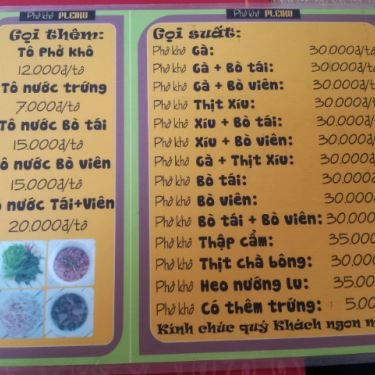 Phở khô PLEIKU
Gọi thêm:
Tô Phở khô
12.000đ/tô
Tô nước trứng
7.000đ/tô
Tô nước Bò tái
15.000đ/tô
nước Bò viên
15.000đ/tô
nước Tái+Viên
20.000đ/tô
Phở khô PLEIKU
Gọi suất:
Phở khô Gà: 30.000đ/tô
Phở khô Gà + Bò tái: 30.000đ/tô
Phở khô Gà + Bò viên: 30.000đ/
Phở khô Thịt Xíu: 30.000đ/
Phở khô Xíu + Bò tái: 30.000đ/
Phở khô Xíu + Bò viên: 30.000đ/
Phở khô Gà + Thịt Xíu: 30.000đ/
Phở khô Bò tái: 30.000đ/
Phở khô Bò viên: 30.000đ
Phở khô Bò tái + Bò viên: 30.000
Phở khô Thập cẩm: 35.000
Phở khô Thịt chà bông: 30.000
Phở khô Heo nướng lu: 35.00
Phở khô Có thêm trứng: 5.00
Kính chúc quý Khách ngon m